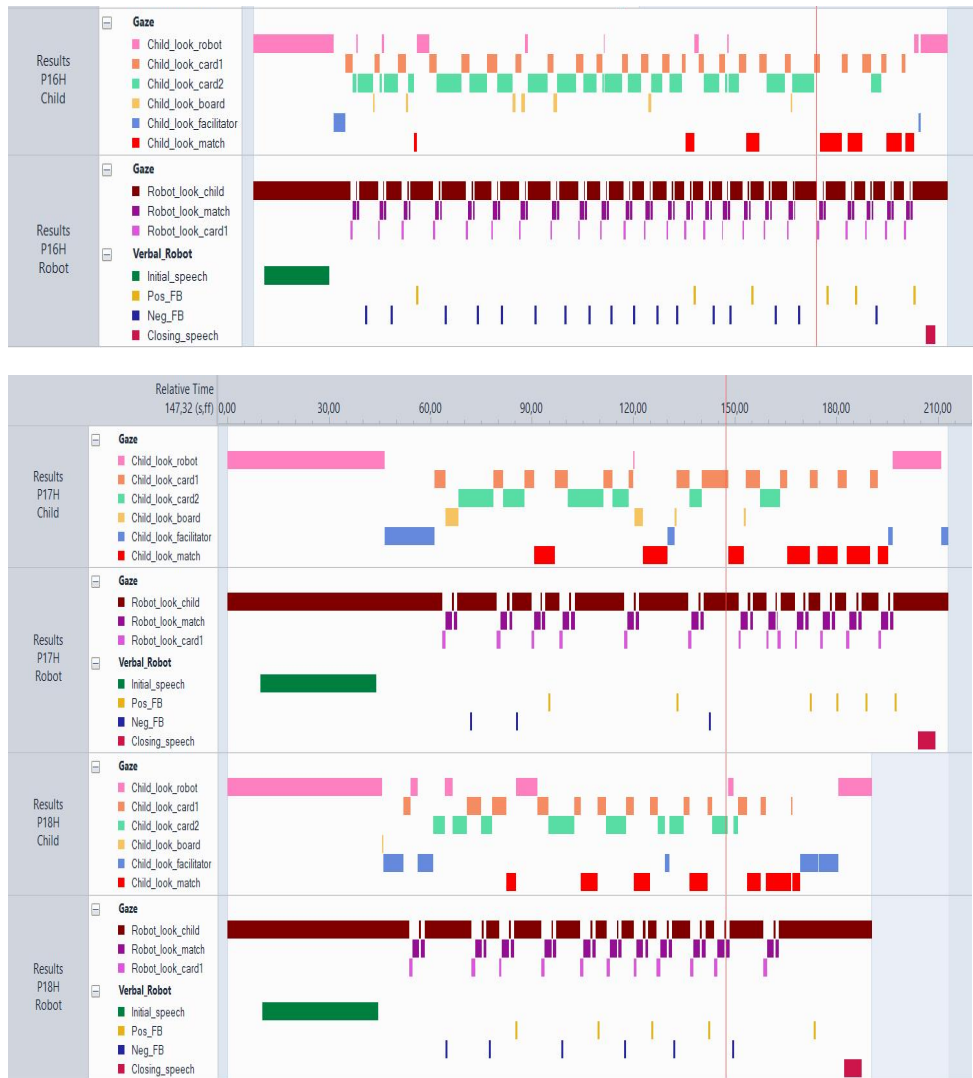 Gaze
Results
P16H
Child
Child_look_robot
Child_look_card1
Child_look_card2
Child_look_board
Child_look_facilitator
Child_look_match
Gaze
Results
P16H
Robot
Robot_look_child
Robot_look_match
Robot_look_card1
Verbal_Robot
Initial_speech
Pos_FB
Neg_FB
Closing_speech
Relative Time
147,32 (s,ff) 0,00 30,00 60,00 90,00 120,00 150,00 180,00 210,00
Gaze
Results
P17H
Child
Child_look_robot
Child_look_card1
Child_look_card2
Child_look_board
Child_look_facilitator
Child_look_match
Gaze
Results
P17H
Robot
Robot_look_child
Robot_look_match
Robot_look_card1
Verbal_Robot
Initial_speech
Pos_FB
Neg_FB
Closing_speech
Gaze
Results
P18H
Child
Child_look_robot
Child_look_card1
Child_look_card2
Child_look_board
Child_look_facilitator
Child_look_match
Gaze
Results
P18H
Robot
Robot_look_child
Robot_look_match
Robot_look_card1
Verbal_Robot
Initial_speech
Pos_FB
Neg_FB
Closing_speech